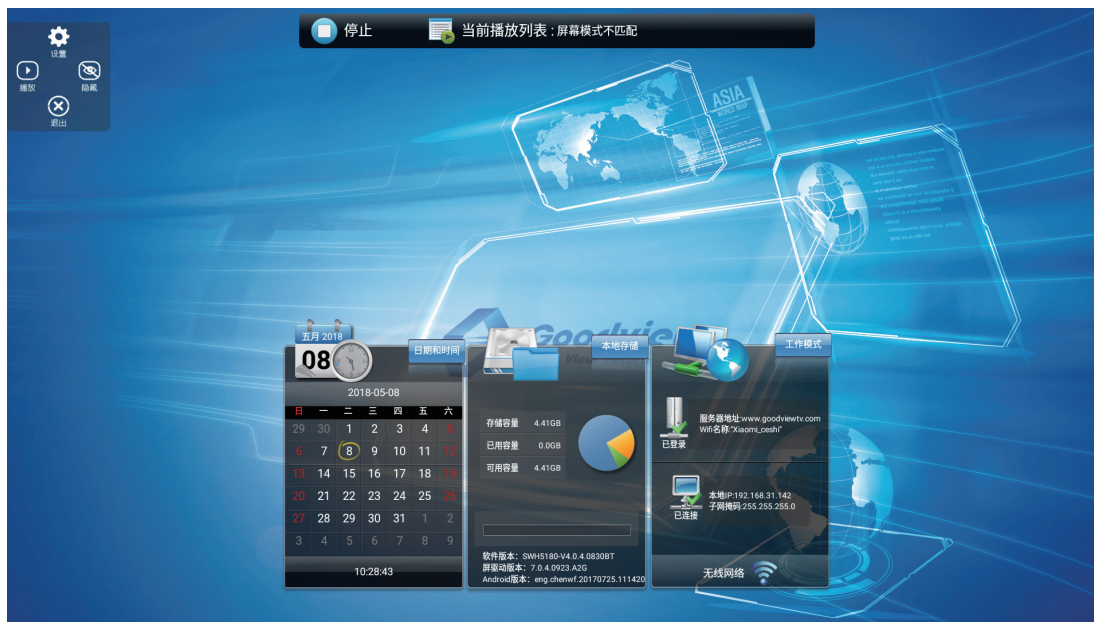 设置
播放
隐藏
退出
停止
当前播放列表 : 屏幕模式不匹配
ASIA
WORLD MAP
Goodvie
五月 2018
08
日期和时间
2018-05-08
日 一 二 三 四 五 六
29 30 1 2 3 4 5
6 7 8 9 10 11 12
13 14 15 16 17 18 19
20 21 22 23 24 25 26
27 28 29 30 31 1 2
3 4 5 6 7 8 9
10:28:43
本地存储
存储容量 4.41GB
已用容量 0.0GB
可用容量 4.41GB
软件版本：SWH5180-V4.0.4.0830BT
屏驱动版本：7.0.4.0923.A2G
Android版本：eng.chenwf.20170725.111420
工作模式
服务器地址:www.goodviewtv.com
Wifi名称:"Xiaomi_ceshi"
已登录
本地IP:192.168.31.142
子网掩码:255.255.255.0
已连接
无线网络